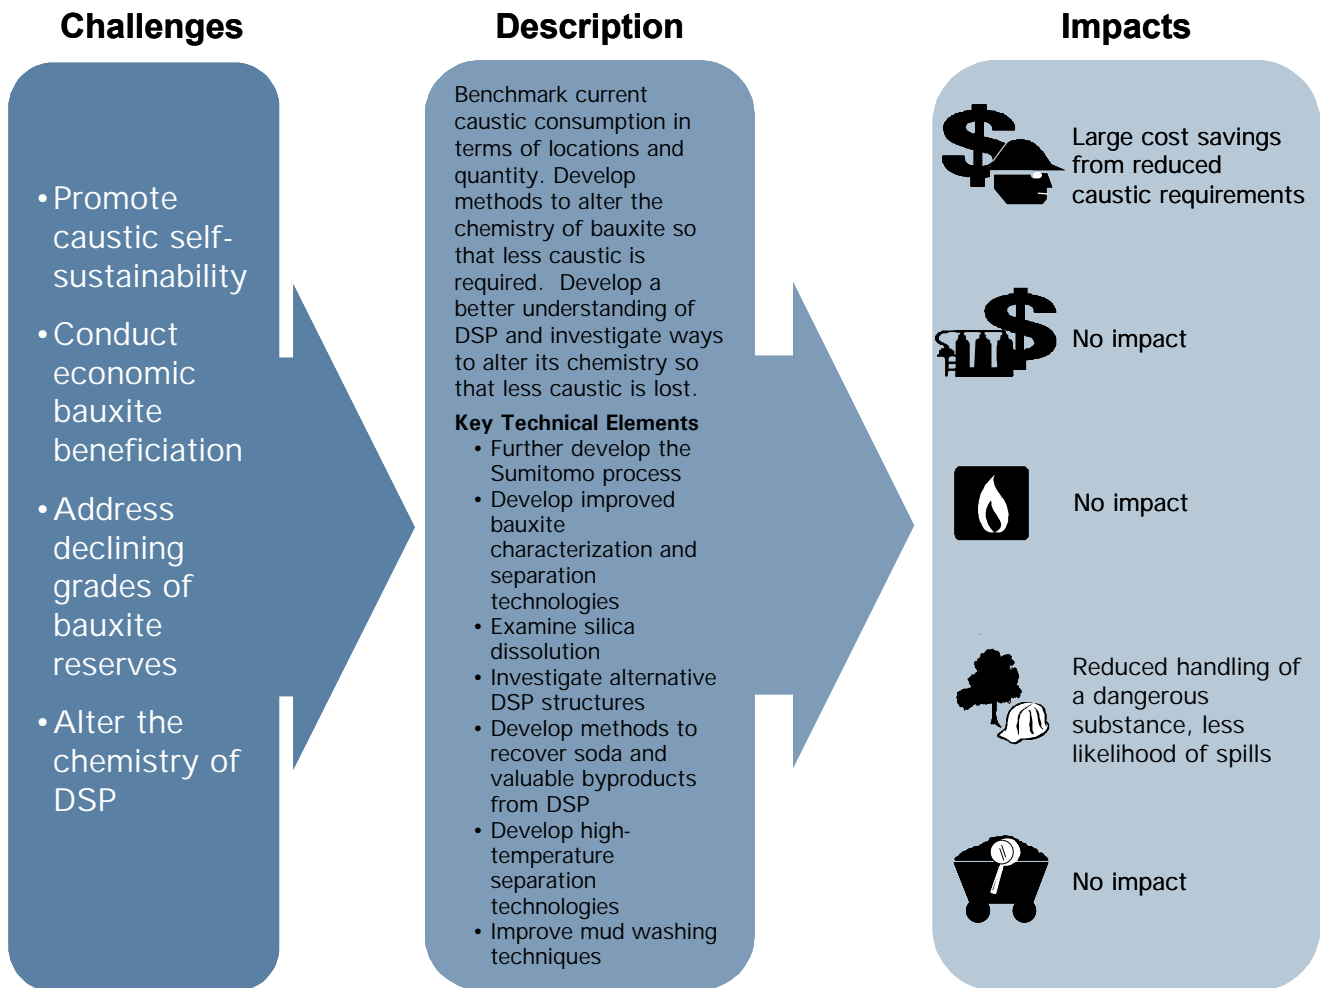 Challenges
Description
Impacts
• Promote
caustic self-
sustainability
• Conduct
economic
bauxite
beneficiation
• Address
declining
grades of
bauxite
reserves
• Alter the
chemistry of
DSP
Benchmark current
caustic consumption in
terms of locations and
quantity. Develop
methods to alter the
chemistry of bauxite so
that less caustic is
required.  Develop a
better understanding of
DSP and investigate ways
to alter its chemistry so
that less caustic is lost.
Key Technical Elements
• Further develop the
Sumitomo process
• Develop improved
bauxite
characterization and
separation
technologies
• Examine silica
dissolution
• Investigate alternative
DSP structures
• Develop methods to
recover soda and
valuable byproducts
from DSP
• Develop high-
temperature
separation
technologies
• Improve mud washing
techniques
Large cost savings
from reduced
caustic requirements
No impact
No impact
Reduced handling of
a dangerous
substance, less
likelihood of spills
No impact